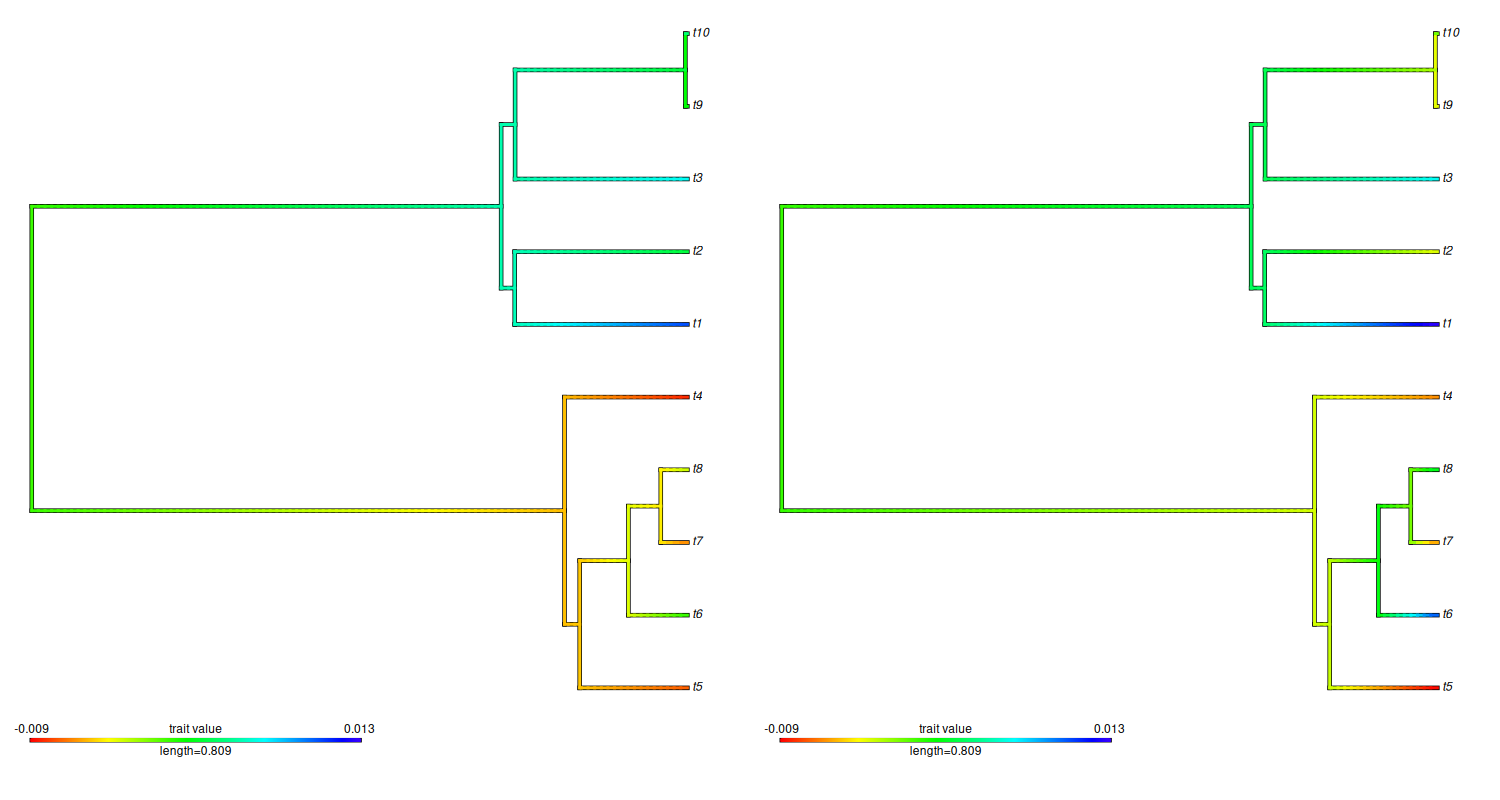 t10
t9
t3
t2
t1
t4
t8
t7
t6
t5
-0.009 trait value 0.013
length=0.809
t10
t9
t3
t2
t1
t4
t8
t7
t6
t5
-0.009 trait value 0.013
length=0.809